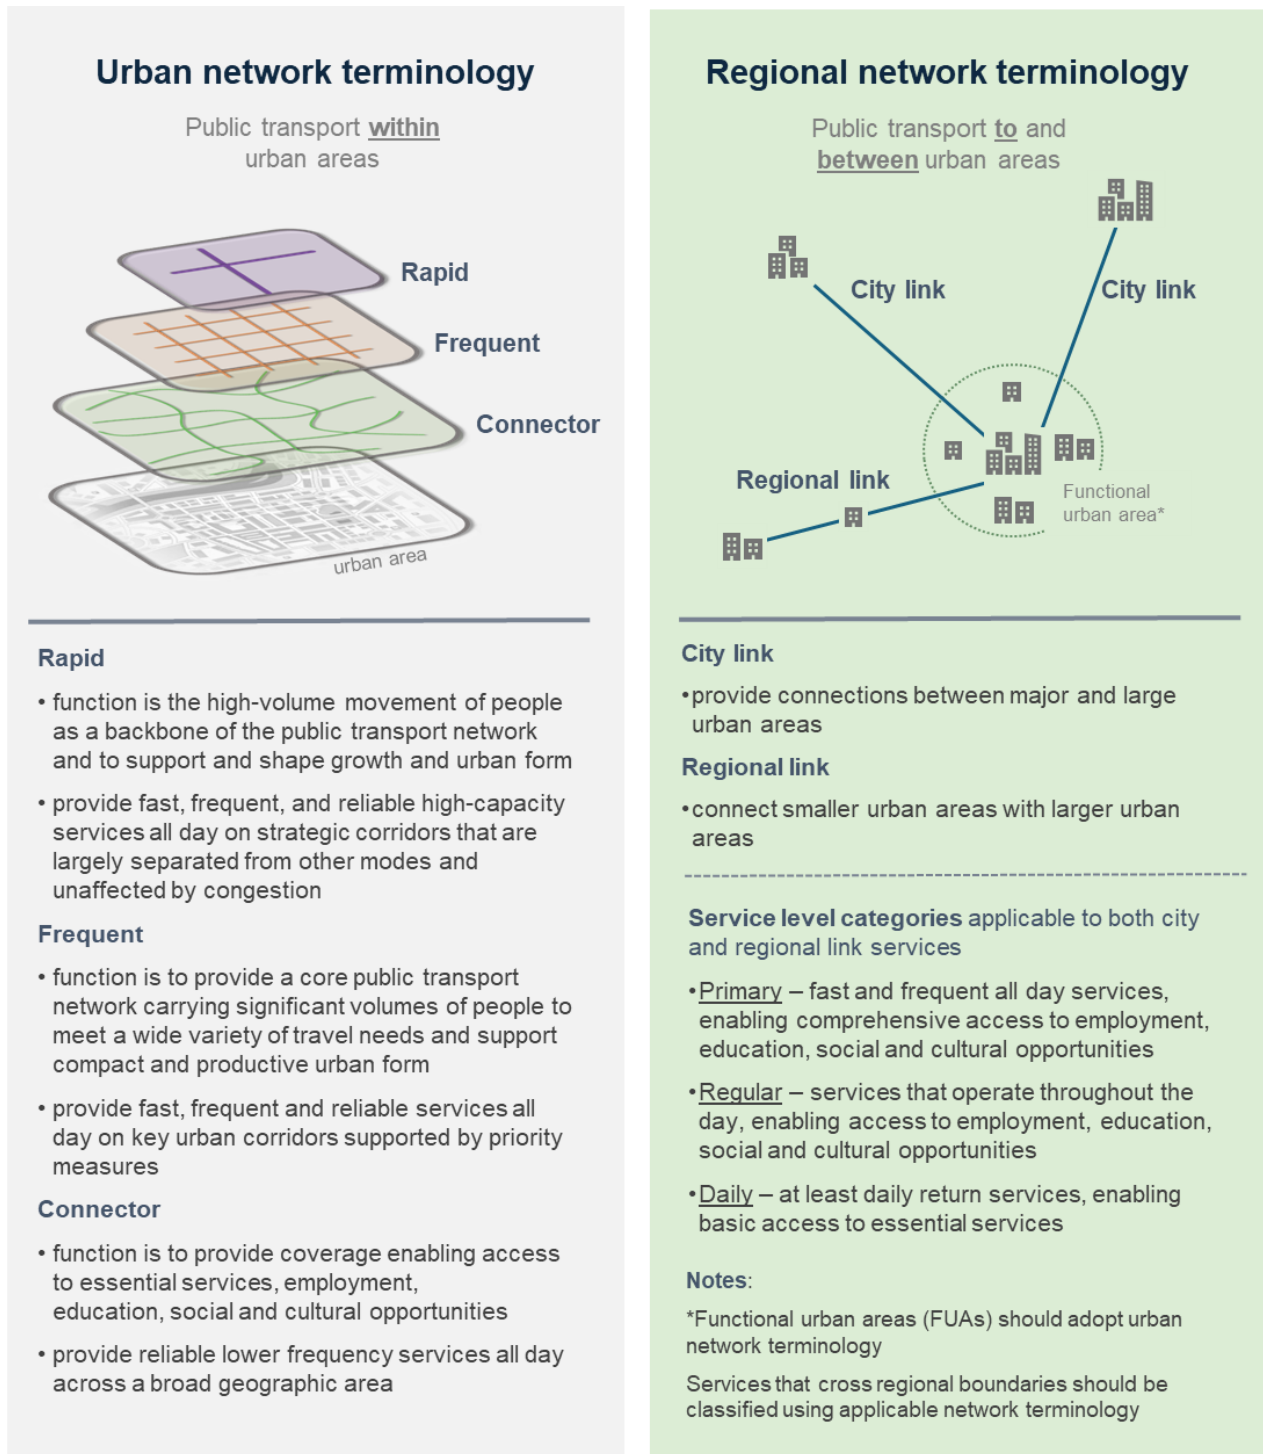 Urban network terminology
Public transport within
urban areas
Rapid
Frequent
Connector
urban area
Rapid
• function is the high-volume movement of people
as a backbone of the public transport network
and to support and shape growth and urban form
• provide fast, frequent, and reliable high-capacity
services all day on strategic corridors that are
largely separated from other modes and
unaffected by congestion
Frequent
• function is to provide a core public transport
network carrying significant volumes of people to
meet a wide variety of travel needs and support
compact and productive urban form
• provide fast, frequent and reliable services all
day on key urban corridors supported by priority
measures
Connector
• function is to provide coverage enabling access
to essential services, employment,
education, social and cultural opportunities
• provide reliable lower frequency services all day
across a broad geographic area
Regional network terminology
Public transport to and
between urban areas
City link
City link
Regional link
Functional
urban area*
City link
• provide connections between major and large
urban areas
Regional link
• connect smaller urban areas with larger urban
areas
Service level categories applicable to both city
and regional link services
• Primary – fast and frequent all day services,
enabling comprehensive access to employment,
education, social and cultural opportunities
• Regular – services that operate throughout the
day, enabling access to employment, education,
social and cultural opportunities
• Daily – at least daily return services, enabling
basic access to essential services
Notes:
*Functional urban areas (FUAs) should adopt urban
network terminology
Services that cross regional boundaries should be
classified using applicable network terminology